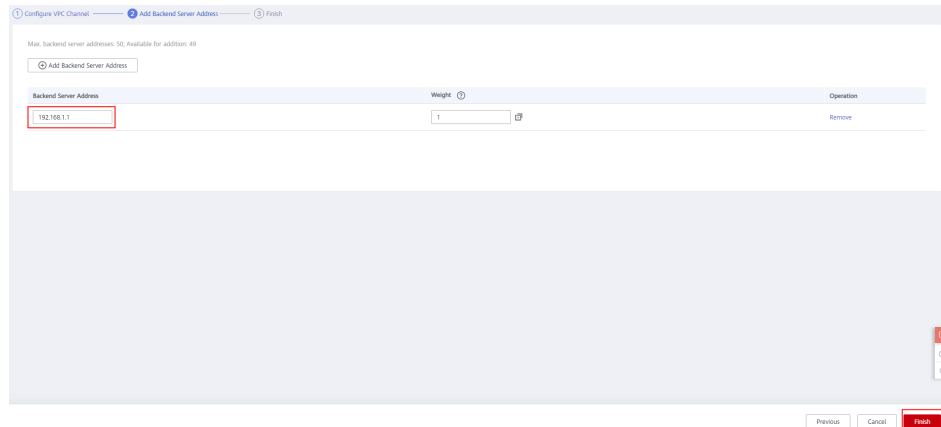 1 Configure VPC Channel 2 Add Backend Server Address 3 Finish
Max. backend server addresses: 50; Available for addition: 49
Add Backend Server Address
Backend Server Address Weight ? Operation
192.168.1.1 1 Remove
Previous Cancel Finish